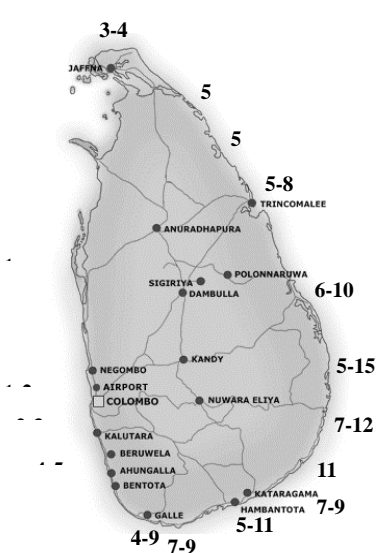 3-4
JAFFNA
5
5
5-8
TRINCOMALEE
ANURADHAPURA
POLONNARUWA
SIGIRIYA
DAMBULLA
6-10
KANDY
5-15
NEGOMBO
AIRPORT
COLOMBO
NUWARA ELIYA
7-12
KALUTARA
BERUWELA
11
AHUNGALLA
BENTOTA
KATARAGAMA
7-9
HAMBANTOTA
GALLE
5-11
4-9
7-9